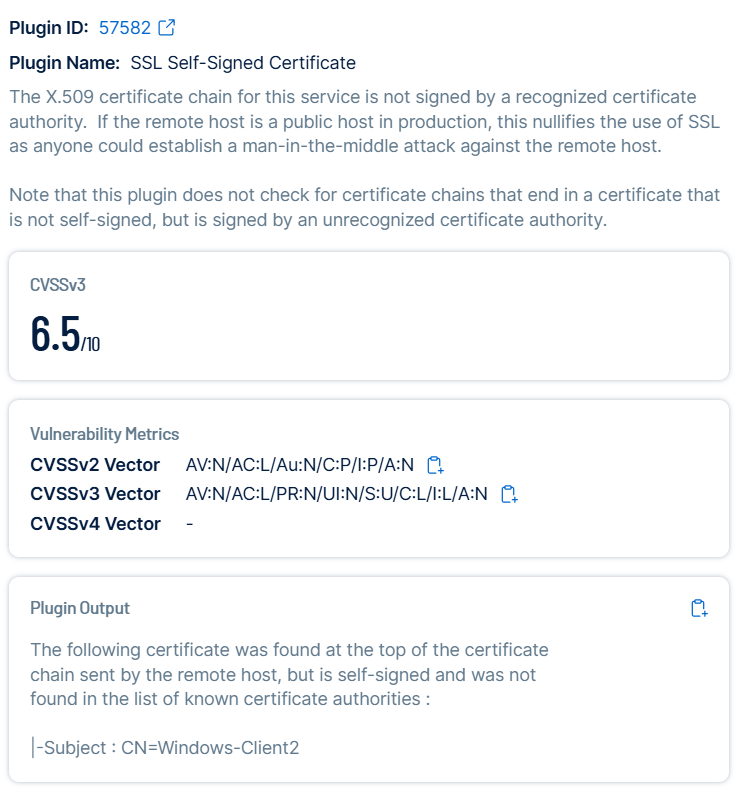 Plugin ID: 57582
Plugin Name: SSL Self-Signed Certificate
The X.509 certificate chain for this service is not signed by a recognized certificate
authority. If the remote host is a public host in production, this nullifies the use of SSL
as anyone could establish a man-in-the-middle attack against the remote host.
Note that this plugin does not check for certificate chains that end in a certificate that
is not self-signed, but is signed by an unrecognized certificate authority.
CVSSv3
6.5/10
Vulnerability Metrics
CVSSv2 Vector AV:N/AC:L/Au:N/C:P/I:P/A:N
CVSSv3 Vector AV:N/AC:L/PR:N/UI:N/S:U/C:L/I:L/A:N
CVSSv4 Vector -
Plugin Output
The following certificate was found at the top of the certificate
chain sent by the remote host, but is self-signed and was not
found in the list of known certificate authorities :
|-Subject : CN=Windows-Client2